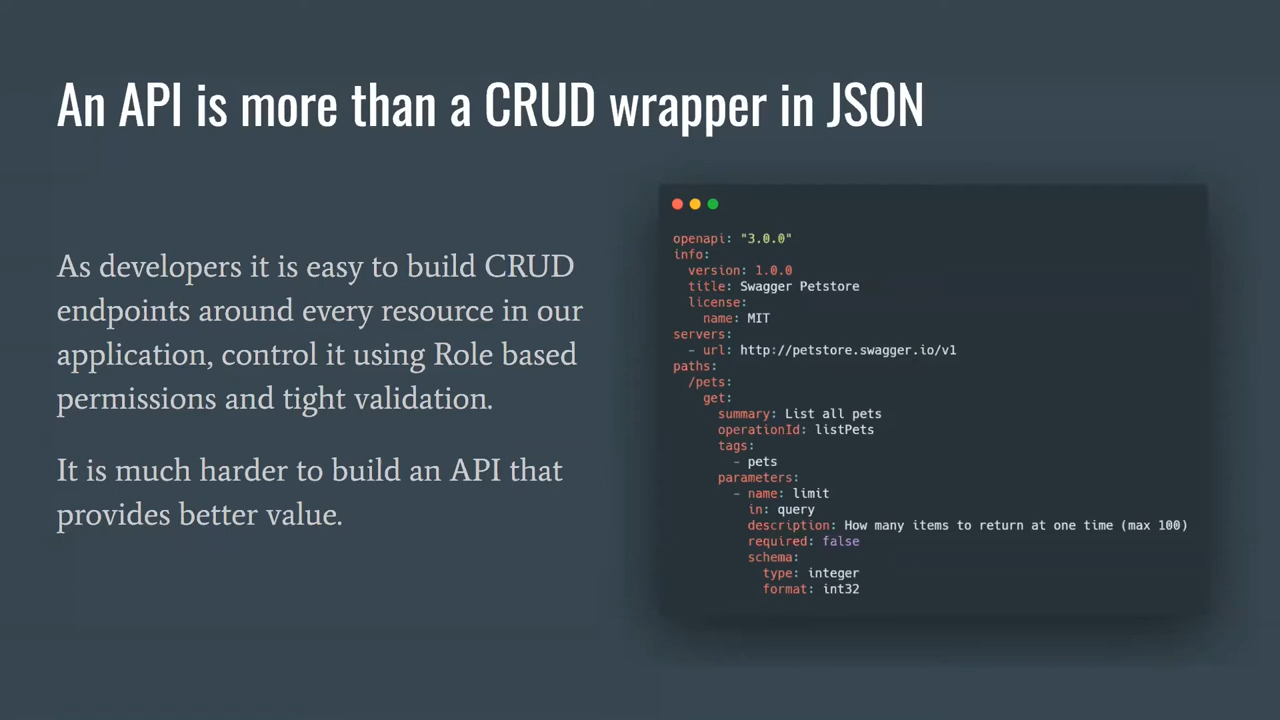 An API is more than a CRUD wrapper in JSON
As developers it is easy to build CRUD
endpoints around every resource in our
application, control it using Role based
permissions and tight validation.
It is much harder to build an API that
provides better value.
openapi: "3.0.0"
info:
  version: 1.0.0
  title: Swagger Petstore
  license:
    name: MIT
servers:
  - url: http://petstore.swagger.io/v1
paths:
  /pets:
    get:
      summary: List all pets
      operationId: listPets
      tags:
        - pets
      parameters:
        - name: limit
          in: query
          description: How many items to return at one time (max 100)
          required: false
          schema:
            type: integer
            format: int32